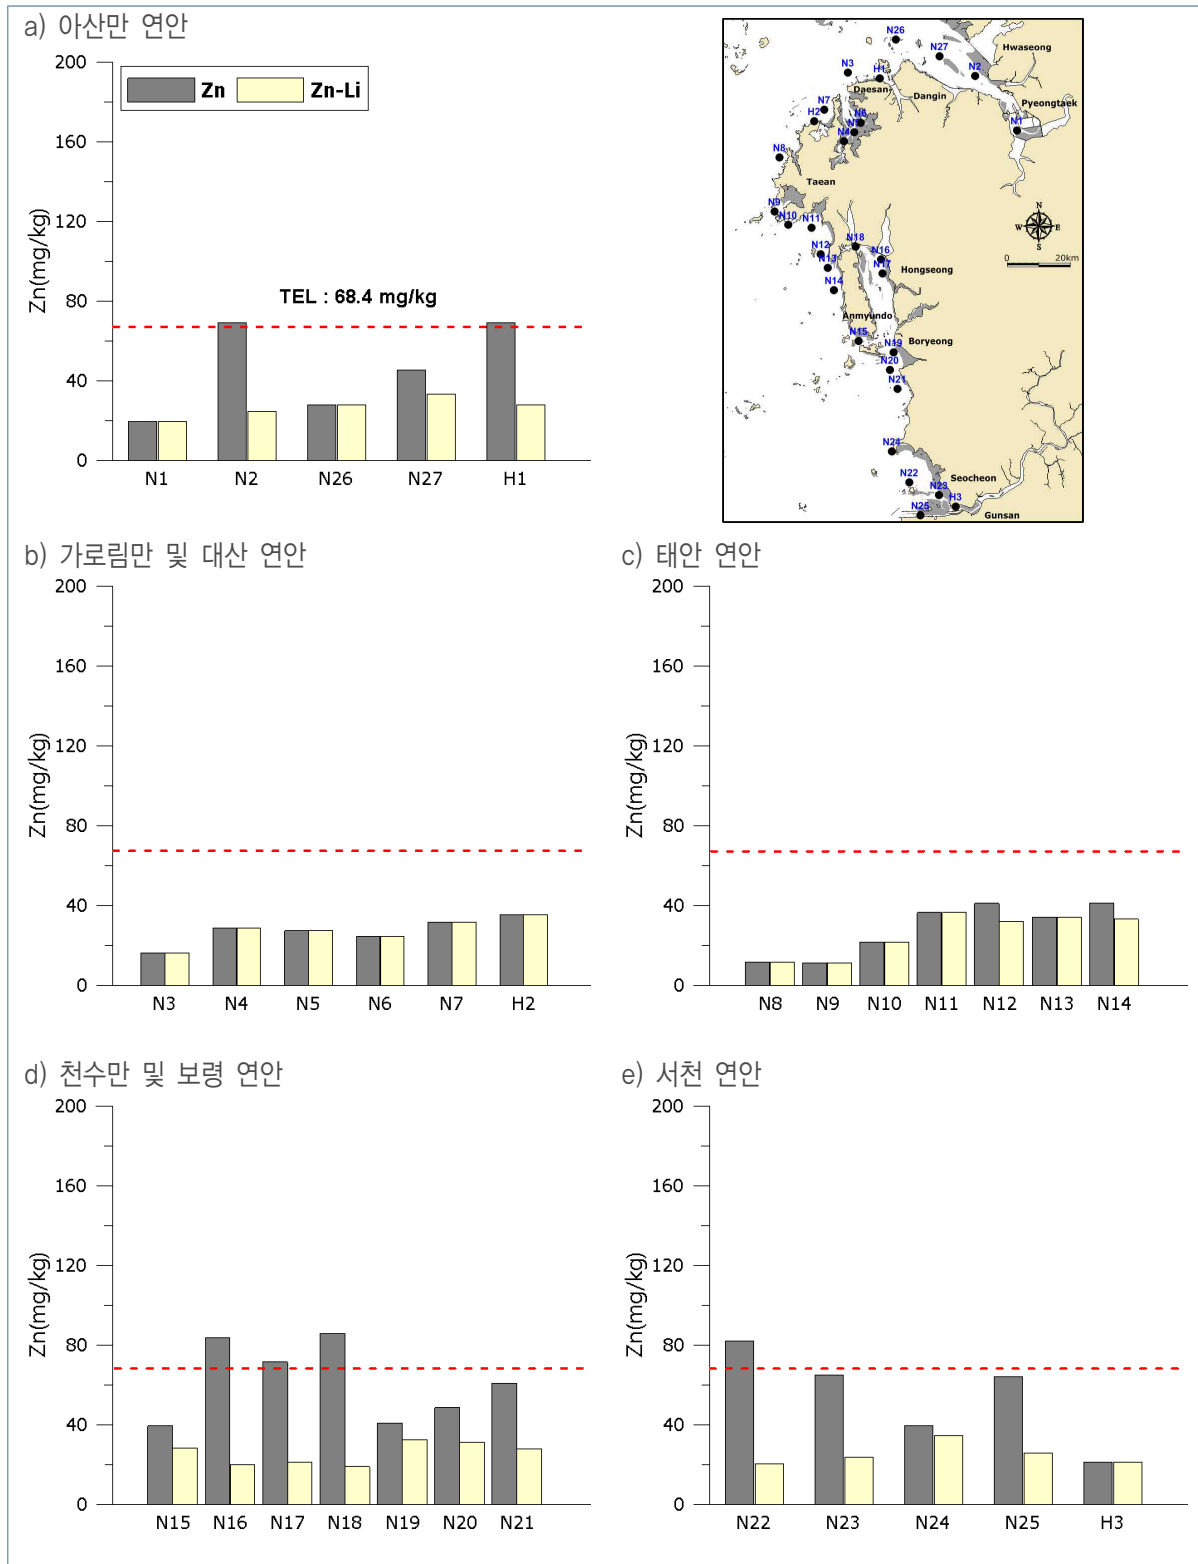 a) 아산만 연안
200
160
120
80
40
0
Zn(mg/kg)
Zn
Zn-Li
TEL : 68.4 mg/kg
N1
N2
N26
N27
H1
N26
N27
Hwaseong
N3
H1
N2
Daesan
Dangin
N7
Pyeongtaek
H2
N6
N5
N1
N4
N8
Taean
N9
N10
N11
N
W
E
S
N18
N12
N16
0
20km
N13
N17
Hongseong
N14
Anmyundo
N15
N19
Boryeong
N20
N21
N24
Seocheon
N22
N23
H3
N25
Gunsan
b) 가로림만 및 대산 연안
200
160
120
80
40
0
Zn(mg/kg)
N3
N4
N5
N6
N7
H2
c) 태안 연안
200
160
120
80
40
0
Zn(mg/kg)
N8
N9
N10
N11
N12
N13
N14
d) 천수만 및 보령 연안
200
160
120
80
40
0
Zn(mg/kg)
N15
N16
N17
N18
N19
N20
N21
e) 서천 연안
200
160
120
80
40
0
Zn(mg/kg)
N22
N23
N24
N25
H3